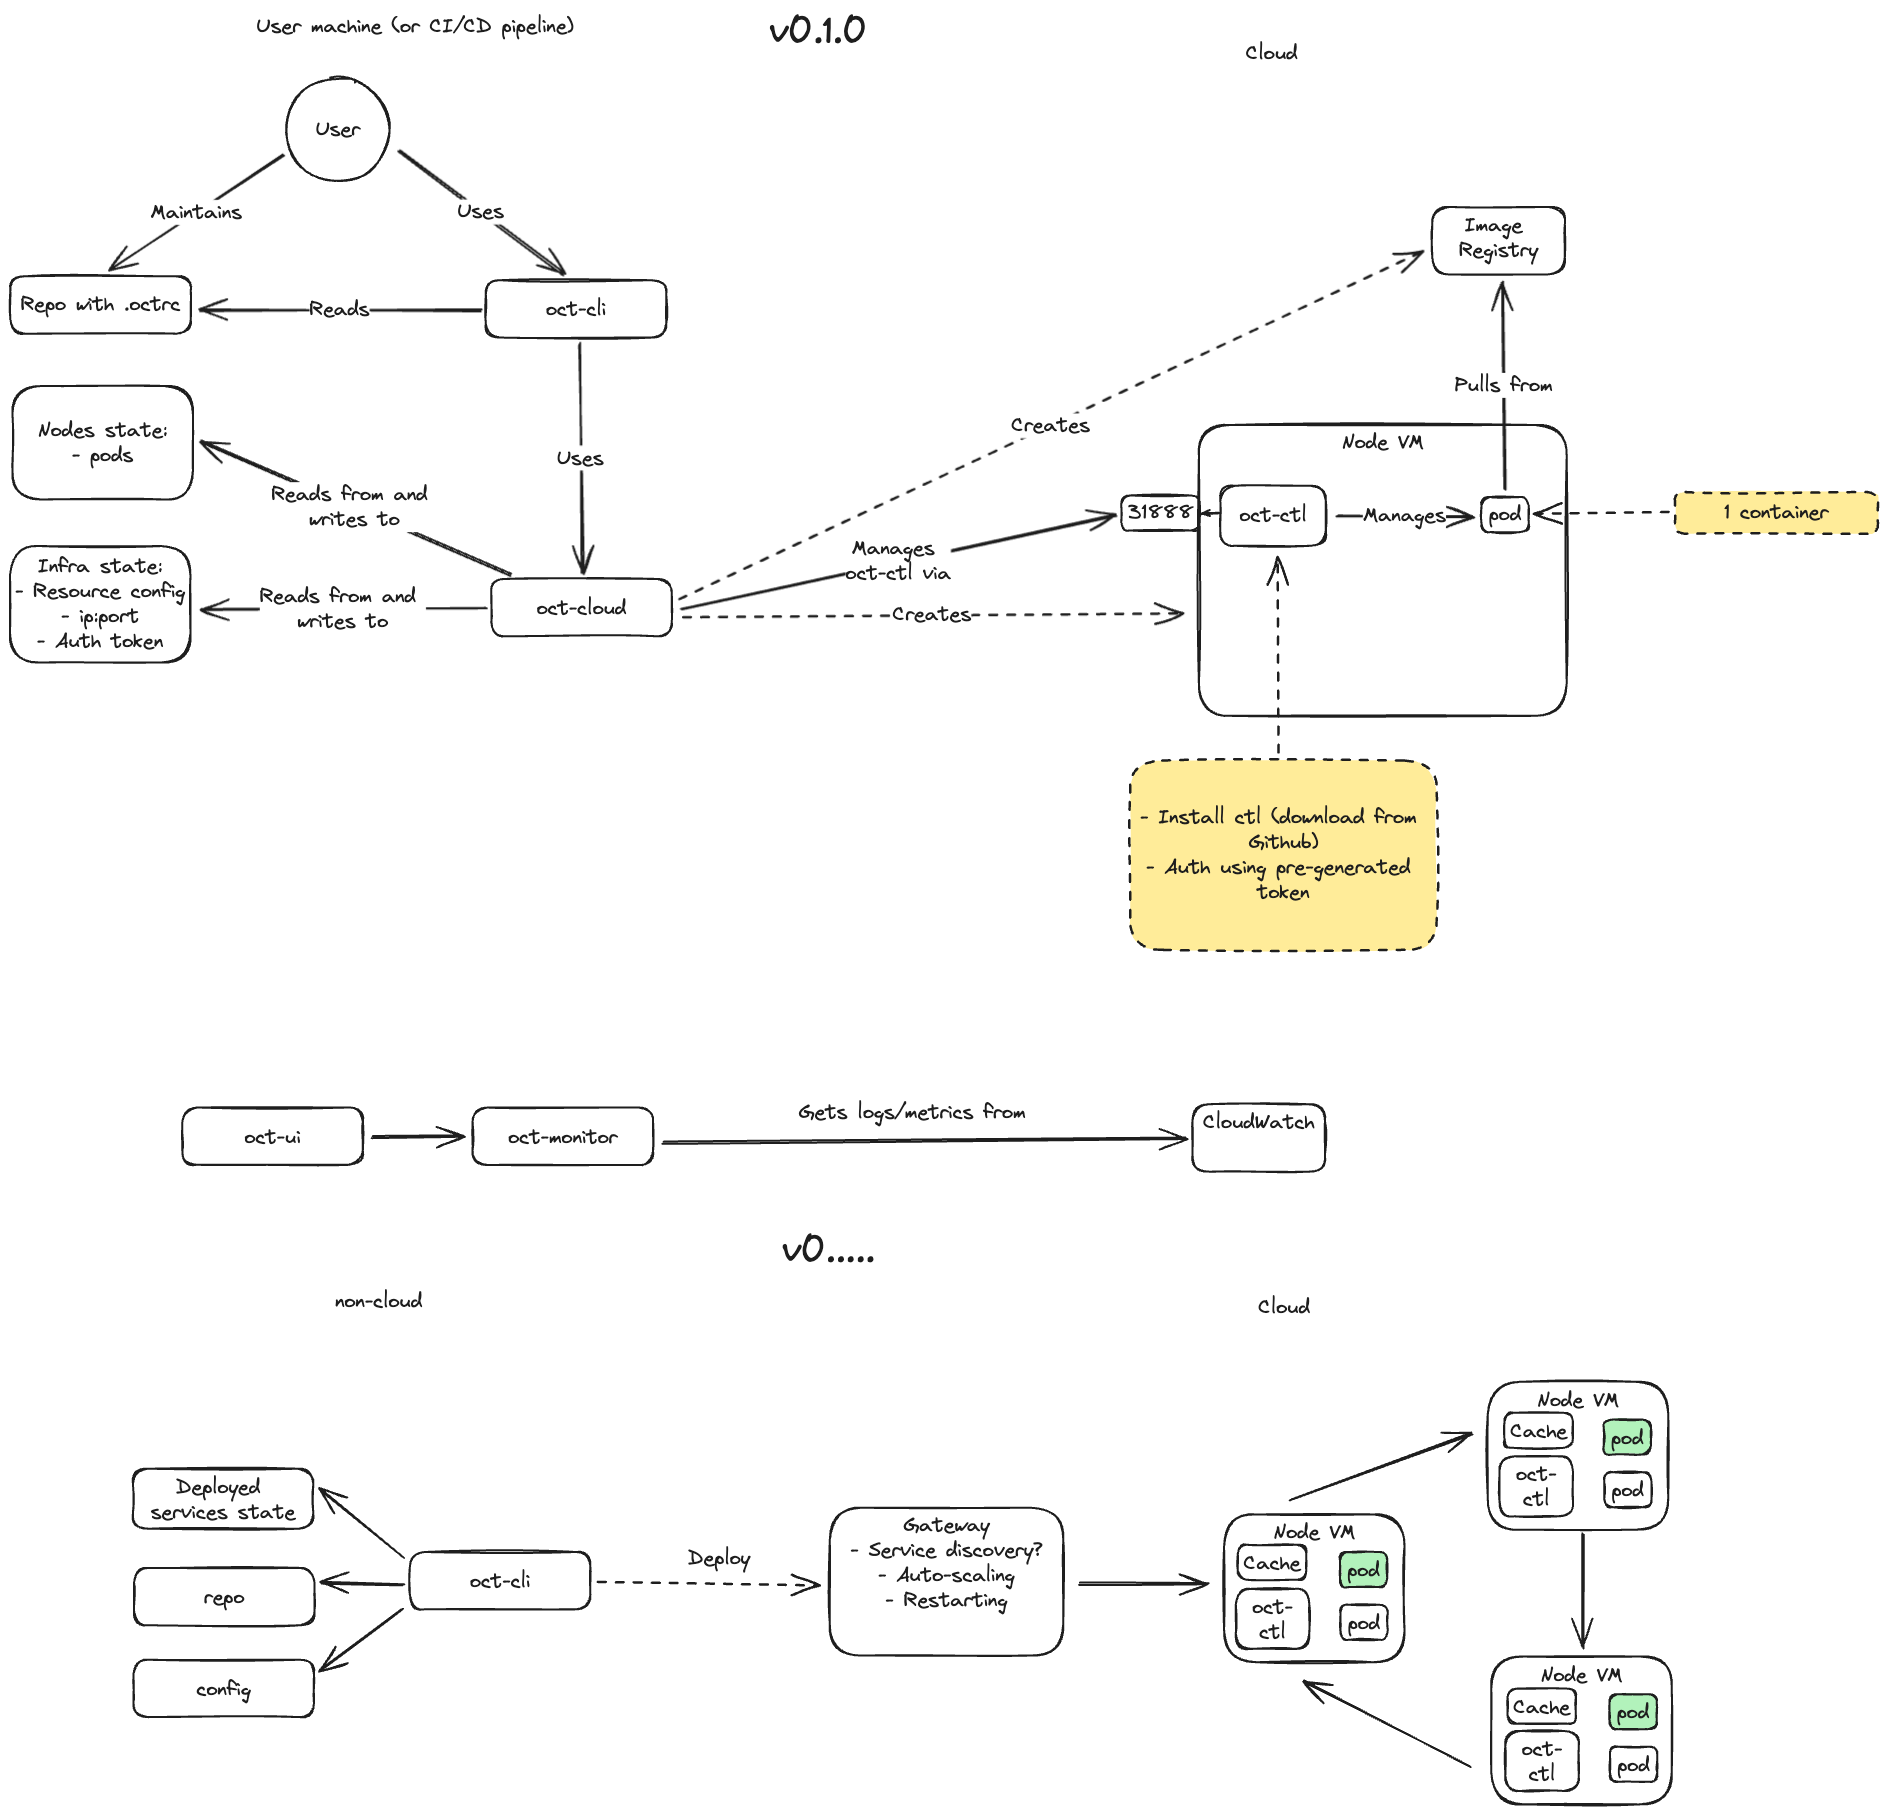 User machine (or CI/CD pipeline)
v0.1.0
Cloud
User
Maintains
Uses
Repo with .octrc
Reads
oct-cli
Image
Registry
Nodes state:
- pods
Uses
Creates
Pulls from
Reads from and
writes to
Node VM
31888
oct-ctl
Manages
pod
1 container
Infra state:
- Resource config
- ip:port
- Auth token
Reads from and
writes to
oct-cloud
Manages
oct-ctl via
Creates
- Install ctl (download from
Github)
- Auth using pre-generated
token
oct-ui
oct-monitor
Gets logs/metrics from
CloudWatch
v0.....
non-cloud
Cloud
Deployed
services state
repo
config
oct-cli
Deploy
Gateway
- Service discovery?
- Auto-scaling
- Restarting
Node VM
Cache
pod
oct-
ctl
pod
Node VM
Cache
pod
oct-
ctl
pod
Node VM
Cache
pod
oct-
ctl
pod